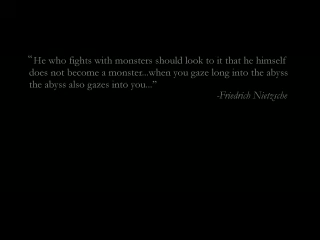 “He who fights with monsters should look to it that he himself
does not become a monster...when you gaze long into the abyss
the abyss also gazes into you...”
-Friedrich Nietzsche